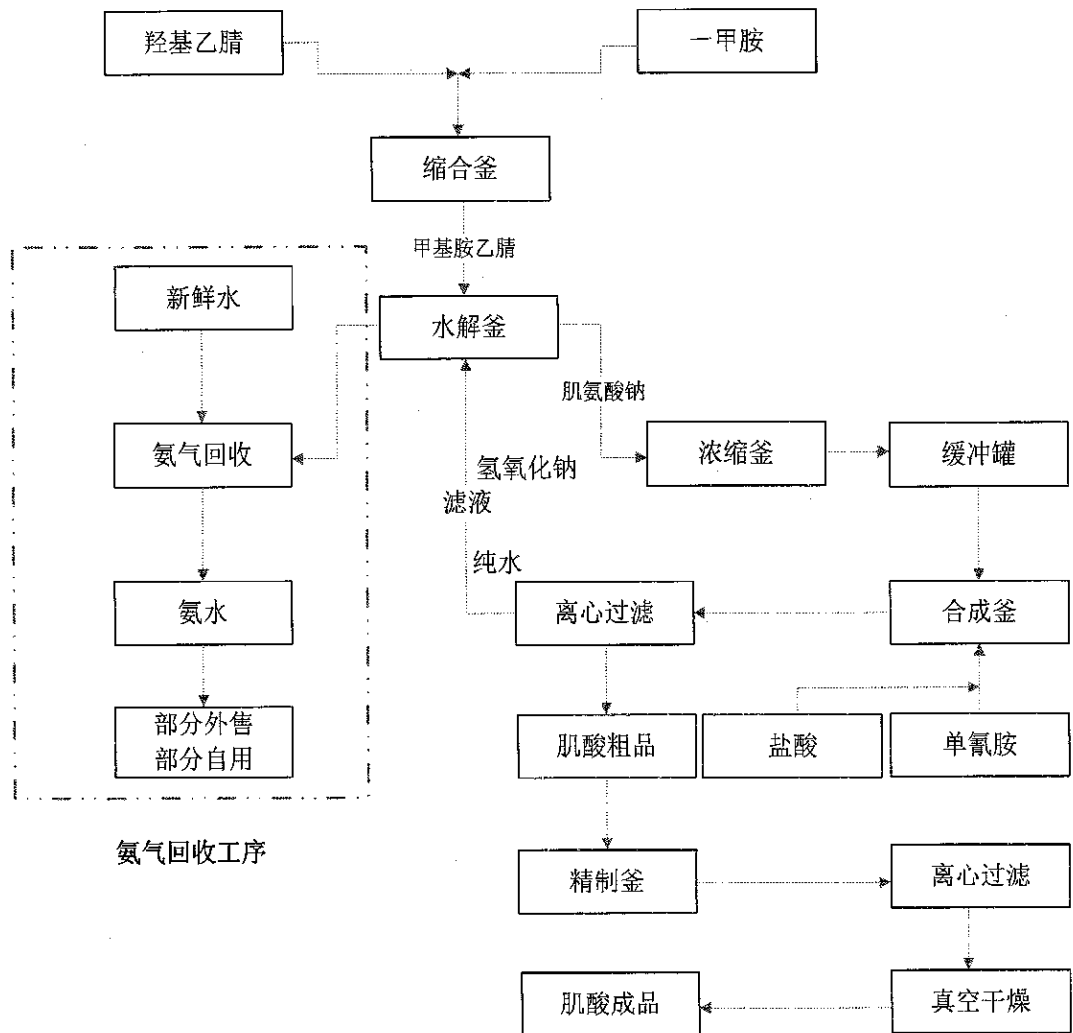 羟基乙腈
一甲胺
缩合釜
甲基胺乙腈
新鲜水
水解釜
肌氨酸钠
氨气回收
氢氧化钠
浓缩釜
缓冲罐
滤液
纯水
氨水
离心过滤
合成釜
部分外售
部分自用
肌酸粗品
盐酸
单氰胺
氨气回收工序
精制釜
离心过滤
肌酸成品
真空干燥